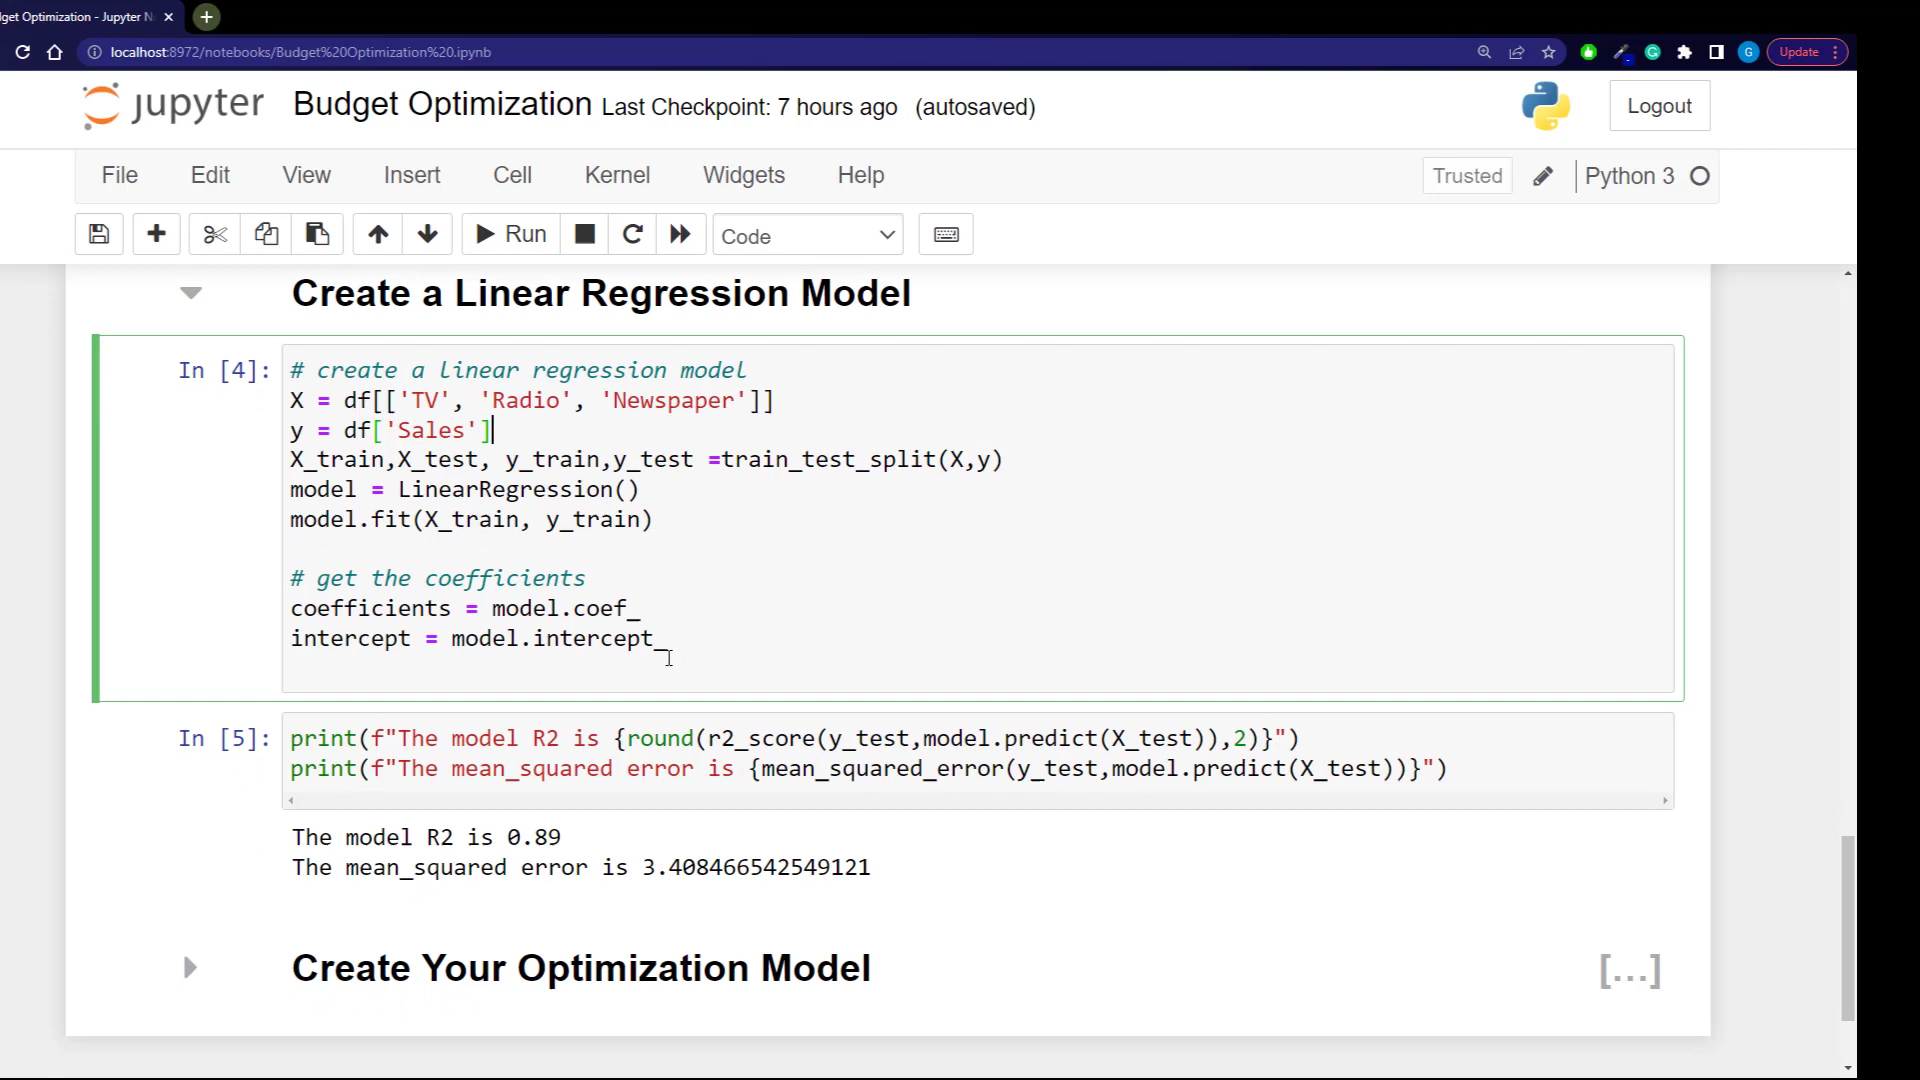 get Optimization - Jupyter N
localhost:8972/notebooks/Budget%20Optimization%20.ipynb
G
Update
jupyter Budget Optimization Last Checkpoint: 7 hours ago (autosaved)
Logout
File Edit View Insert Cell Kernel Widgets Help
Trusted
Python 3
Run
Code
Create a Linear Regression Model
In [4]:
# create a linear regression model
X = df[['TV', 'Radio', 'Newspaper']]
y = df['Sales']
X_train,X_test, y_train,y_test =train_test_split(X,y)
model = LinearRegression()
model.fit(X_train, y_train)
# get the coefficients
coefficients = model.coef_
intercept = model.intercept_
In [5]:
print(f"The model R2 is {round(r2_score(y_test,model.predict(X_test)),2)}")
print(f"The mean_squared error is {mean_squared_error(y_test,model.predict(X_test))}")
The model R2 is 0.89
The mean_squared error is 3.408466542549121
Create Your Optimization Model
[...]